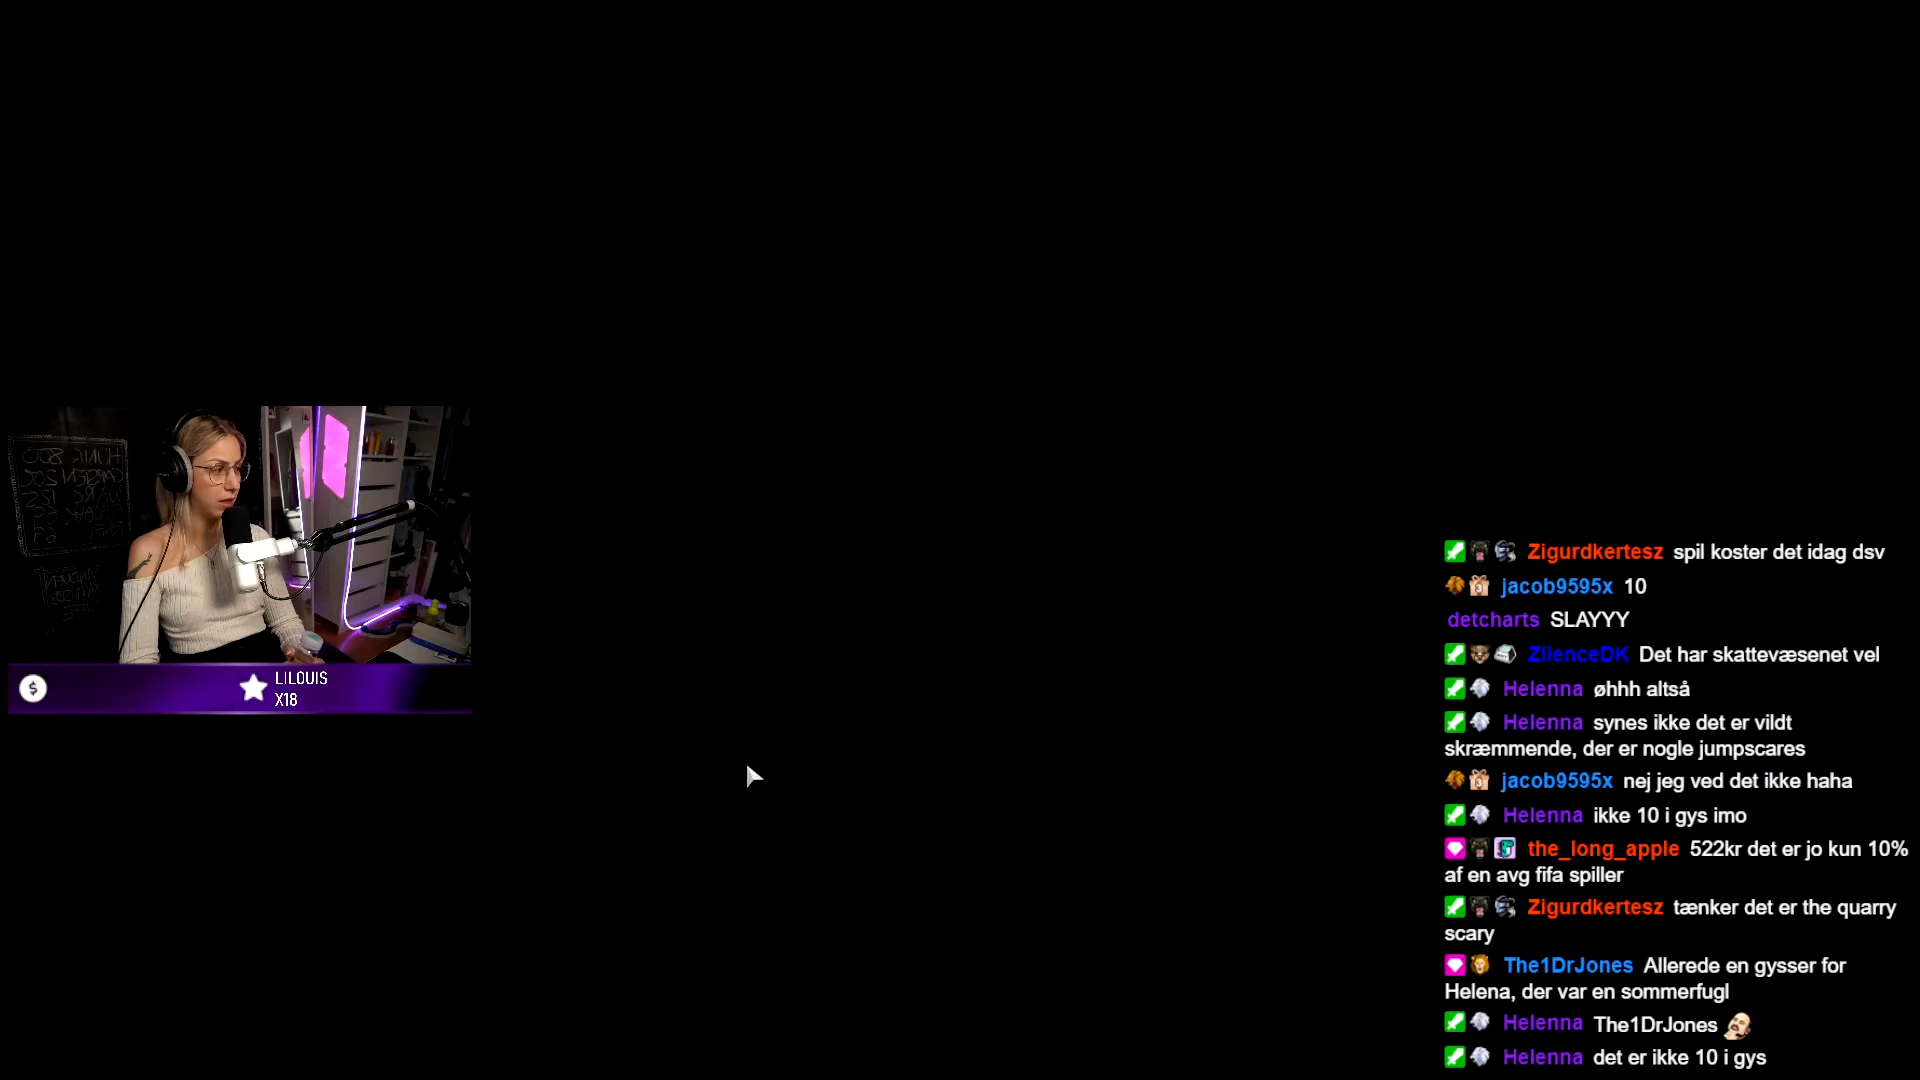 LILOUIS
X18
Zigurdkertesz spil koster det idag dsv
jacob9595x 10
detcharts SLAYYY
ZilenceDK Det har skattevæsenet vel
Helenna øhhh altså
Helenna synes ikke det er vildt
skræmmende, der er nogle jumpscares
jacob9595x nej jeg ved det ikke haha
Helenna ikke 10 i gys imo
the_long_apple 522kr det er jo kun 10%
af en avg fifa spiller
Zigurdkertesz tænker det er the quarry
scary
The1DrJones Allerede en gysser for
Helena, der var en sommerfugl
Helenna The1DrJones
Helenna det er ikke 10 i gys